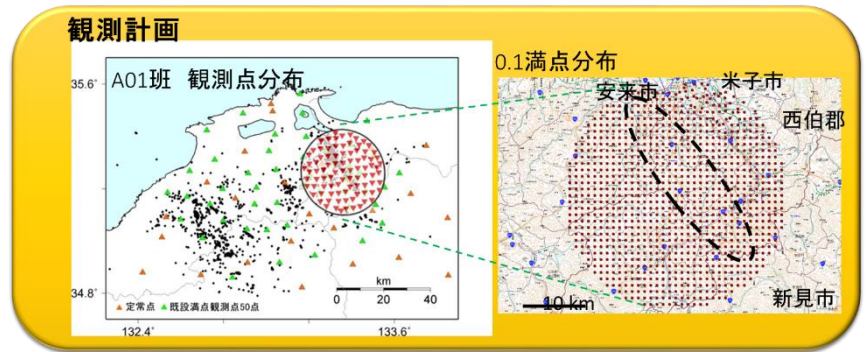 観測計画
A01班 観測点分布
35.6°
34.8°
132.4
133.6°
km
0 20 40
定常点 既設満点観測点50点
0.1満点分布
安来市
米子市
西伯郡
新見市
10 km